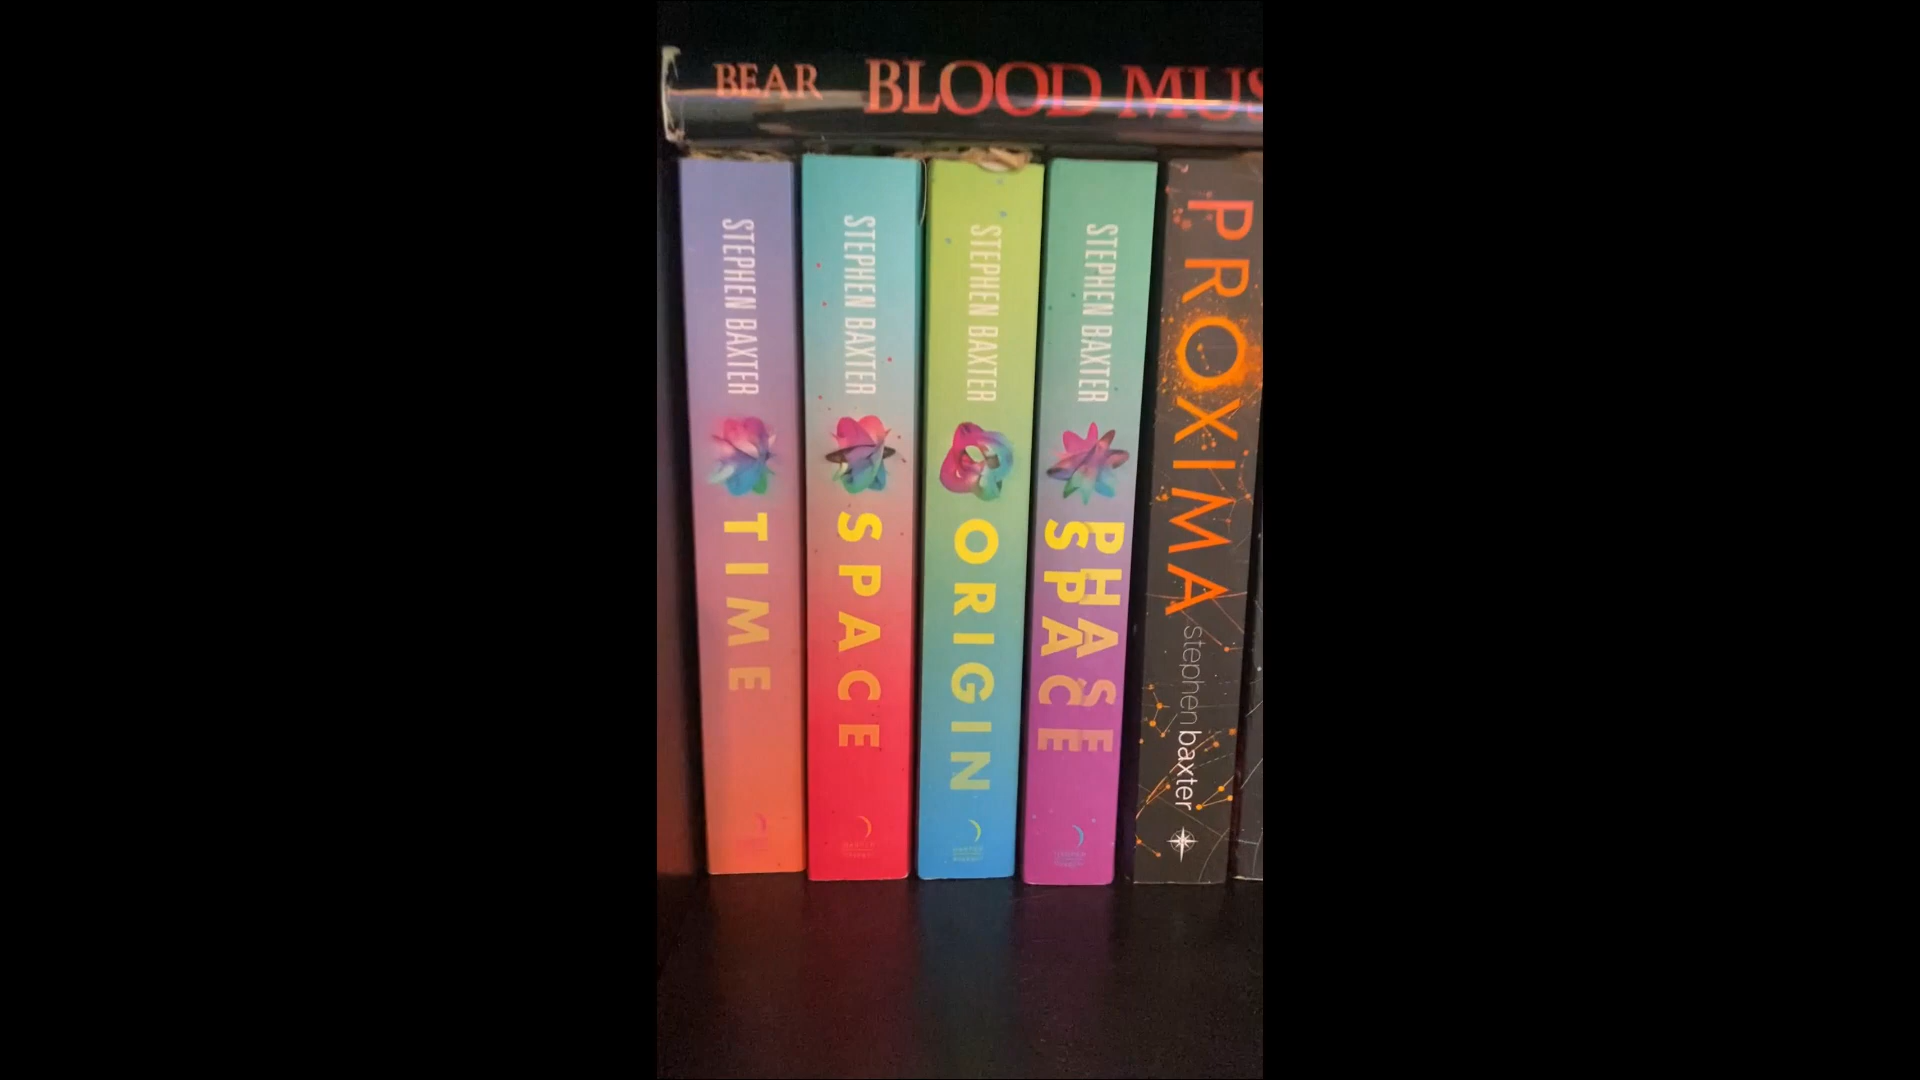 BEAR BLOOD MUS
STEPHEN BAXTER
TIME
STEPHEN BAXTER
SPACE
STEPHEN BAXTER
ORIGIN
STEPHEN BAXTER
PHASE
SPACE
PROXIMA
stephen baxter